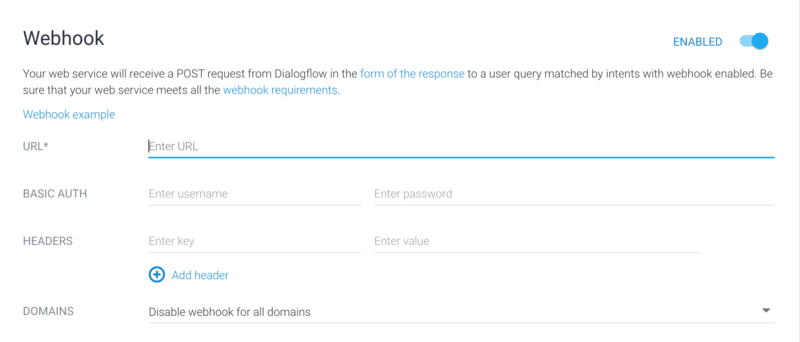 Webhook
ENABLED
Your web service will receive a POST request from Dialogflow in the form of the response to a user query matched by intents with webhook enabled. Be
sure that your web service meets all the webhook requirements.
Webhook example
URL* Enter URL
BASIC AUTH Enter username Enter password
HEADERS Enter key Enter value
Add header
DOMAINS Disable webhook for all domains